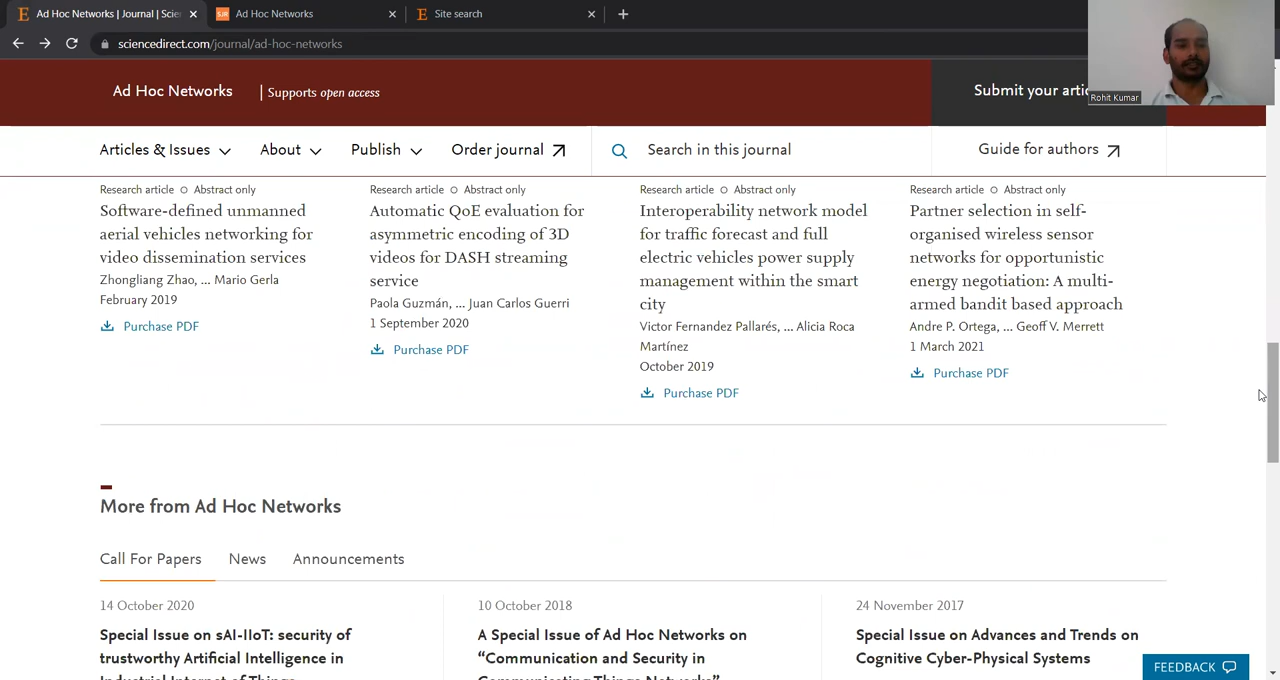 Ad Hoc Networks | Journal | Scie
Ad Hoc Networks
Site search
sciencedirect.com/journal/ad-hoc-networks
Rohit Kumar
Ad Hoc Networks
Supports open access
Submit your artic
Articles & Issues
About
Publish
Order journal
Search in this journal
Guide for authors
Research article Abstract only
Software-defined unmanned
aerial vehicles networking for
video dissemination services
Zhongliang Zhao, ... Mario Gerla
February 2019
Purchase PDF
Research article Abstract only
Automatic QoE evaluation for
asymmetric encoding of 3D
videos for DASH streaming
service
Paola Guzmán, ... Juan Carlos Guerri
1 September 2020
Purchase PDF
Research article Abstract only
Interoperability network model
for traffic forecast and full
electric vehicles power supply
management within the smart
city
Victor Fernandez Pallarés, ... Alicia Roca
Martínez
October 2019
Purchase PDF
Research article Abstract only
Partner selection in self-
organised wireless sensor
networks for opportunistic
energy negotiation: A multi-
armed bandit based approach
Andre P. Ortega, ... Geoff V. Merrett
1 March 2021
Purchase PDF
More from Ad Hoc Networks
Call For Papers
News
Announcements
14 October 2020
Special Issue on sAI-IIoT: security of
trustworthy Artificial Intelligence in
Industrial Internet of Things
10 October 2018
A Special Issue of Ad Hoc Networks on
“Communication and Security in
Communicating Things Networks”
24 November 2017
Special Issue on Advances and Trends on
Cognitive Cyber-Physical Systems
FEEDBACK